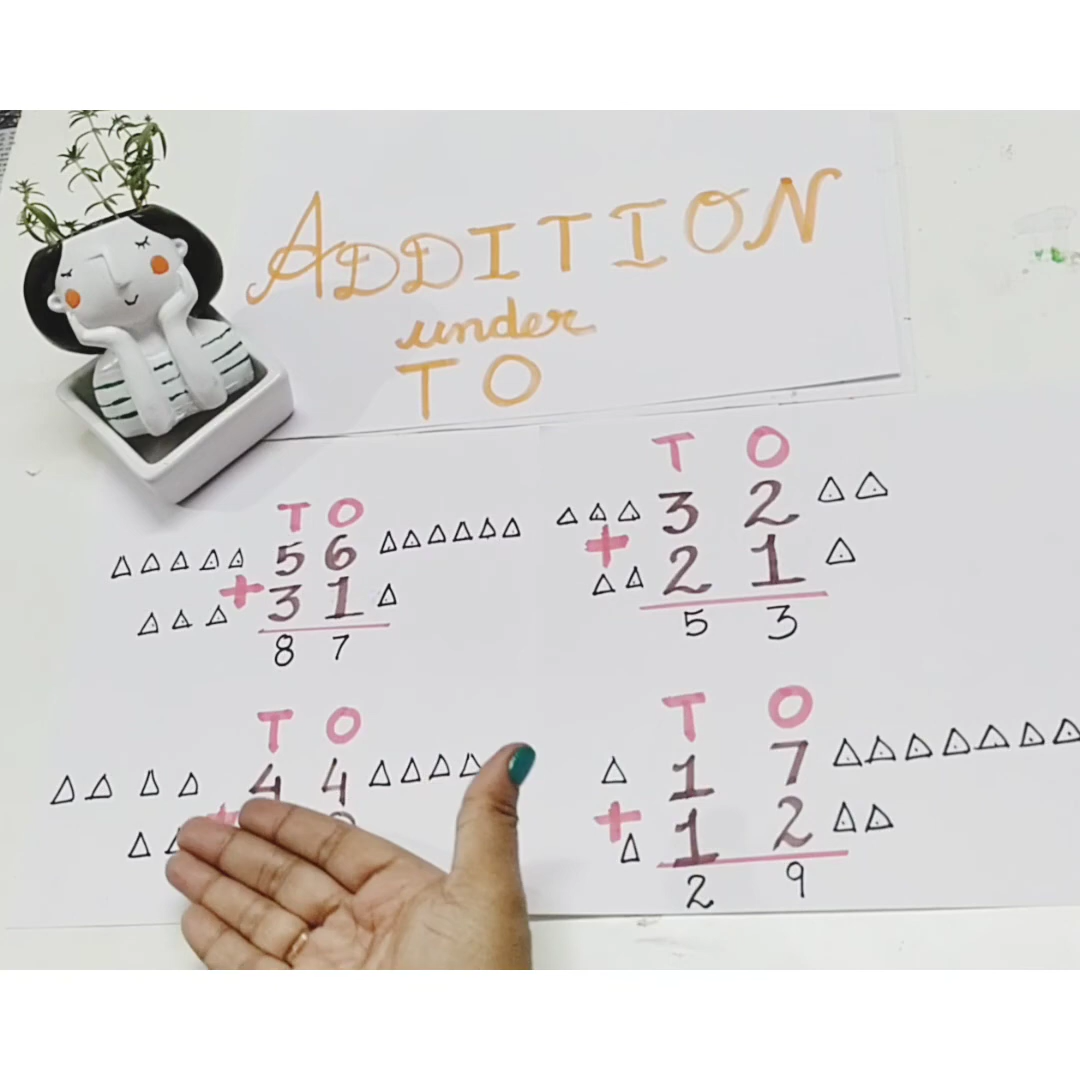 ADDITION
under
T O
T O
5 6
+ 3 1
8 7
T O
3 2
+ 2 1
5 3
T O
4 4
T O
1 7
+ 1 2
2 9